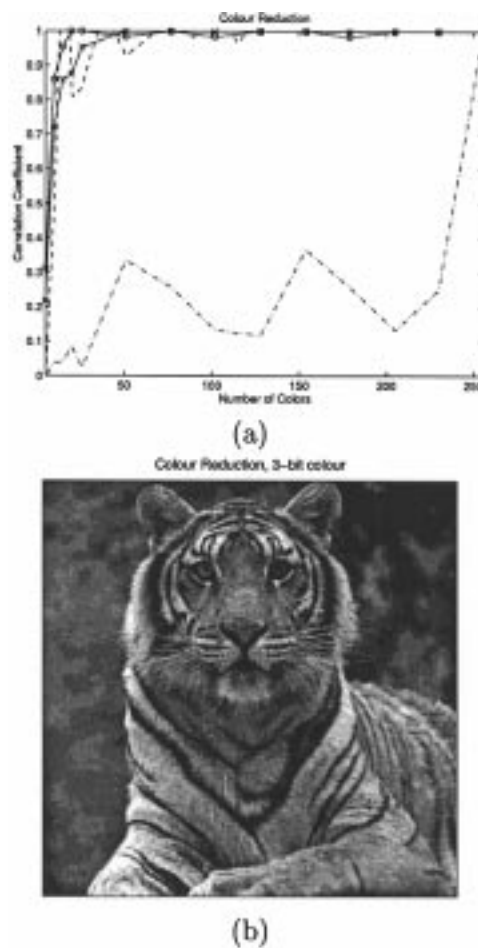 Colour Reduction
1
0.9
0.8
0.7
0.6
0.5
0.4
0.3
0.2
0.1
0
Correlation Coefficient
50 100 150 200 250
Number of Colors
(a)
Colour Reduction, 3-bit colour
(b)